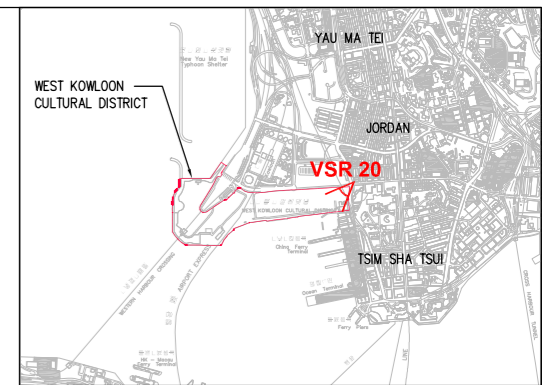 YAU MA TEI
New Yau Ma Tei
Typhoon Shelter
WEST KOWLOON
CULTURAL DISTRICT
JORDAN
VSR 20
WEST KOWLOON CULTURAL DISTRICT
China Ferry
Terminal
TSIM SHA TSUI
WESTERN HARBOUR CROSSING
AIRPORT EXPRESS
Ocean Terminal
CROSS HARBOUR TUNNEL
Ferry Piers
HK - Macau
Ferry Terminal